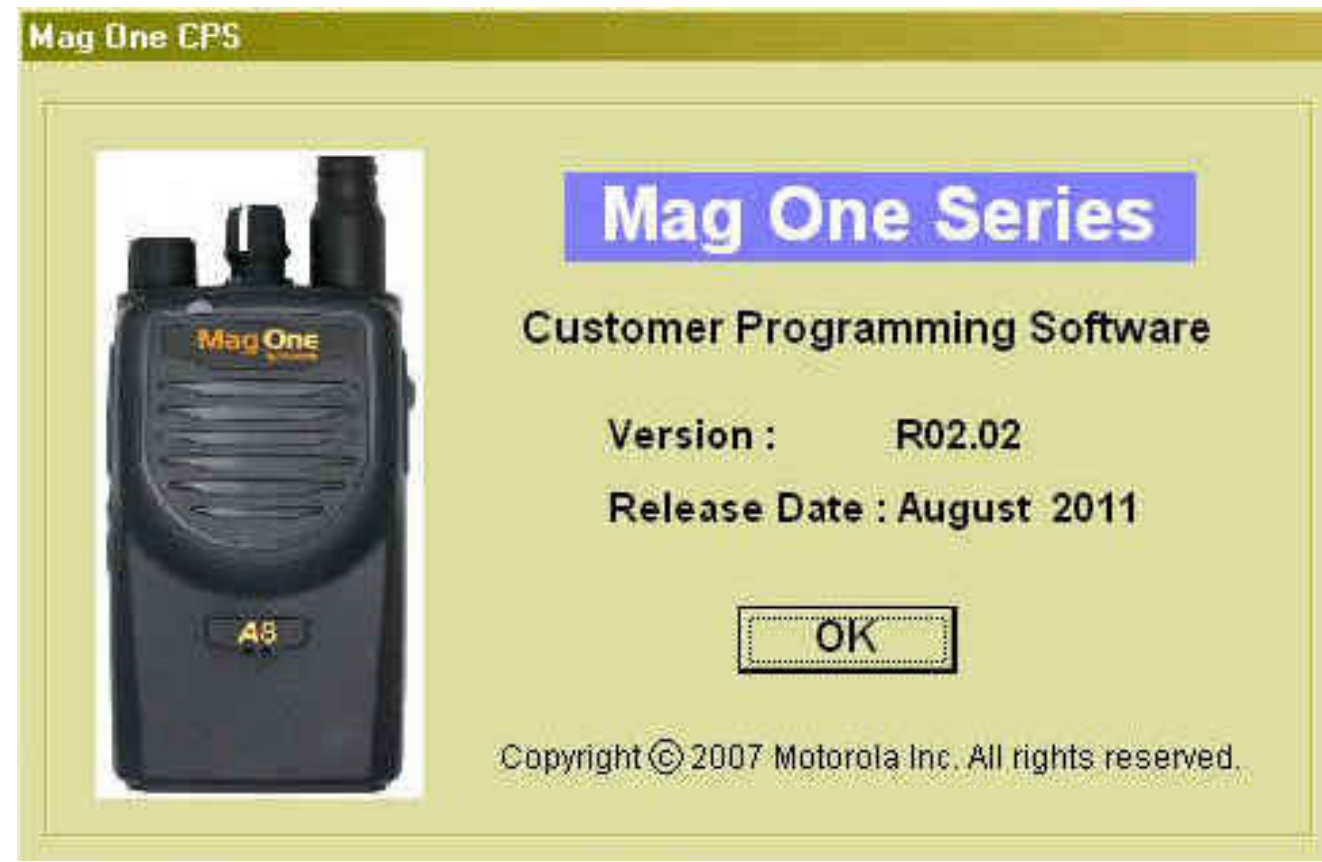 Mag One CPS
Mag One Series
Customer Programming Software
Version : R02.02
Release Date : August 2011
OK
Copyright © 2007 Motorola Inc. All rights reserved.
Mag One
A8